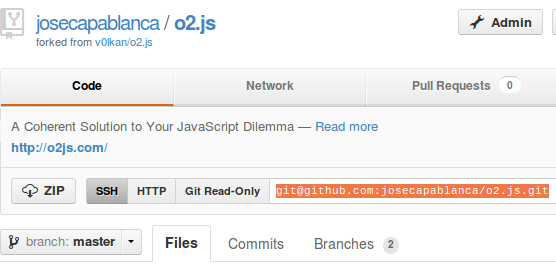 josecapablanca / o2.js
Admin
forked from v0lkan/o2.js
Code Network Pull Requests 0
A Coherent Solution to Your JavaScript Dilemma — Read more
http://o2js.com/
ZIP SSH HTTP Git Read-Only git@github.com:josecapablanca/o2.js.git
branch: master Files Commits Branches 2